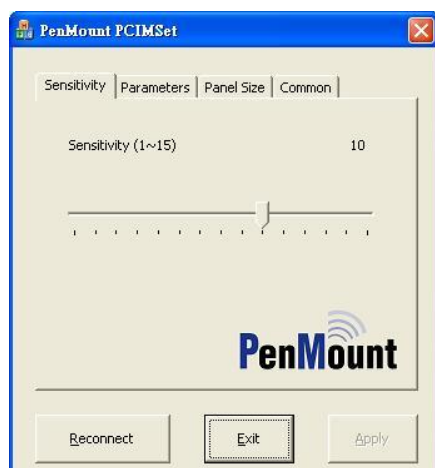 PenMount PCIMSet
Sensitivity Parameters Panel Size Common
Sensitivity (1~15) 10
PenMount
Reconnect Exit Apply